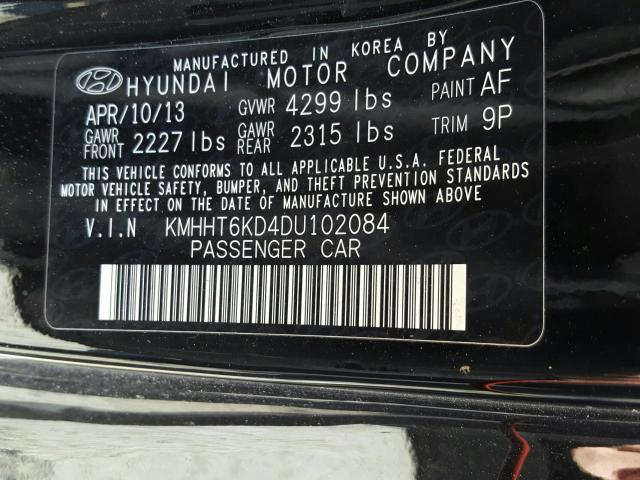 MANUFACTURED IN KOREA BY
HYUNDAI MOTOR COMPANY
APR/10/13 GVWR 4299 lbs PAINT AF
GAWR FRONT 2227 lbs GAWR REAR 2315 lbs TRIM 9P
THIS VEHICLE CONFORMS TO ALL APPLICABLE U.S.A. FEDERAL
MOTOR VEHICLE SAFETY, BUMPER, AND THEFT PREVENTION STANDARDS
IN EFFECT ON THE DATE OF MANUFACTURE SHOWN ABOVE
V.I.N KMHHT6KD4DU102084
PASSENGER CAR